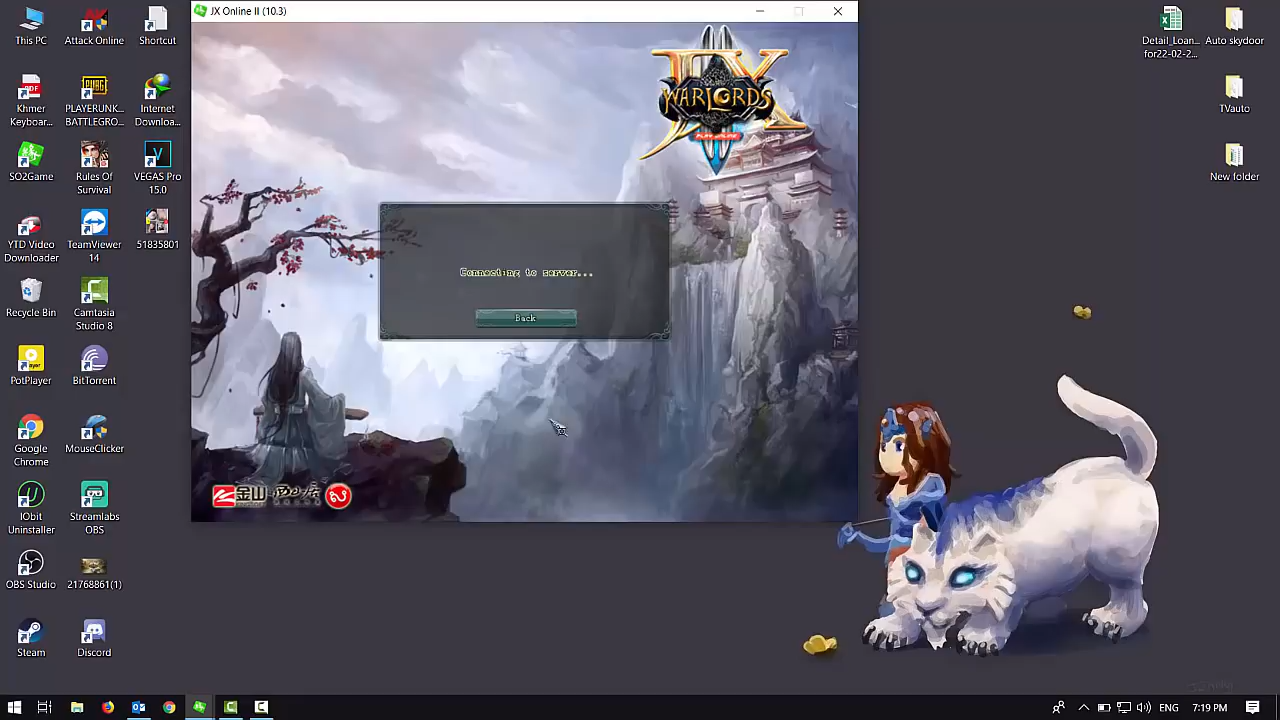 JX Online II (10.3)
WARLORDS
Connecting to server...
Back
金山
This PC
Attack Online
Shortcut
Khmer
Keyboar...
PLAYERUNK...
BATTLEGRO...
Internet
Downloa...
SO2Game
Rules Of
Survival
VEGAS Pro
15.0
YTD Video
Downloader
TeamViewer
14
51835801
Recycle Bin
Camtasia
Studio 8
PotPlayer
BitTorrent
Google
Chrome
MouseClicker
IObit
Uninstaller
Streamlabs
OBS
OBS Studio
21768861(1)
Steam
Discord
Detail_Loan...
for22-02-2...
Auto skydoor
TVauto
New folder
ENG
7:19 PM